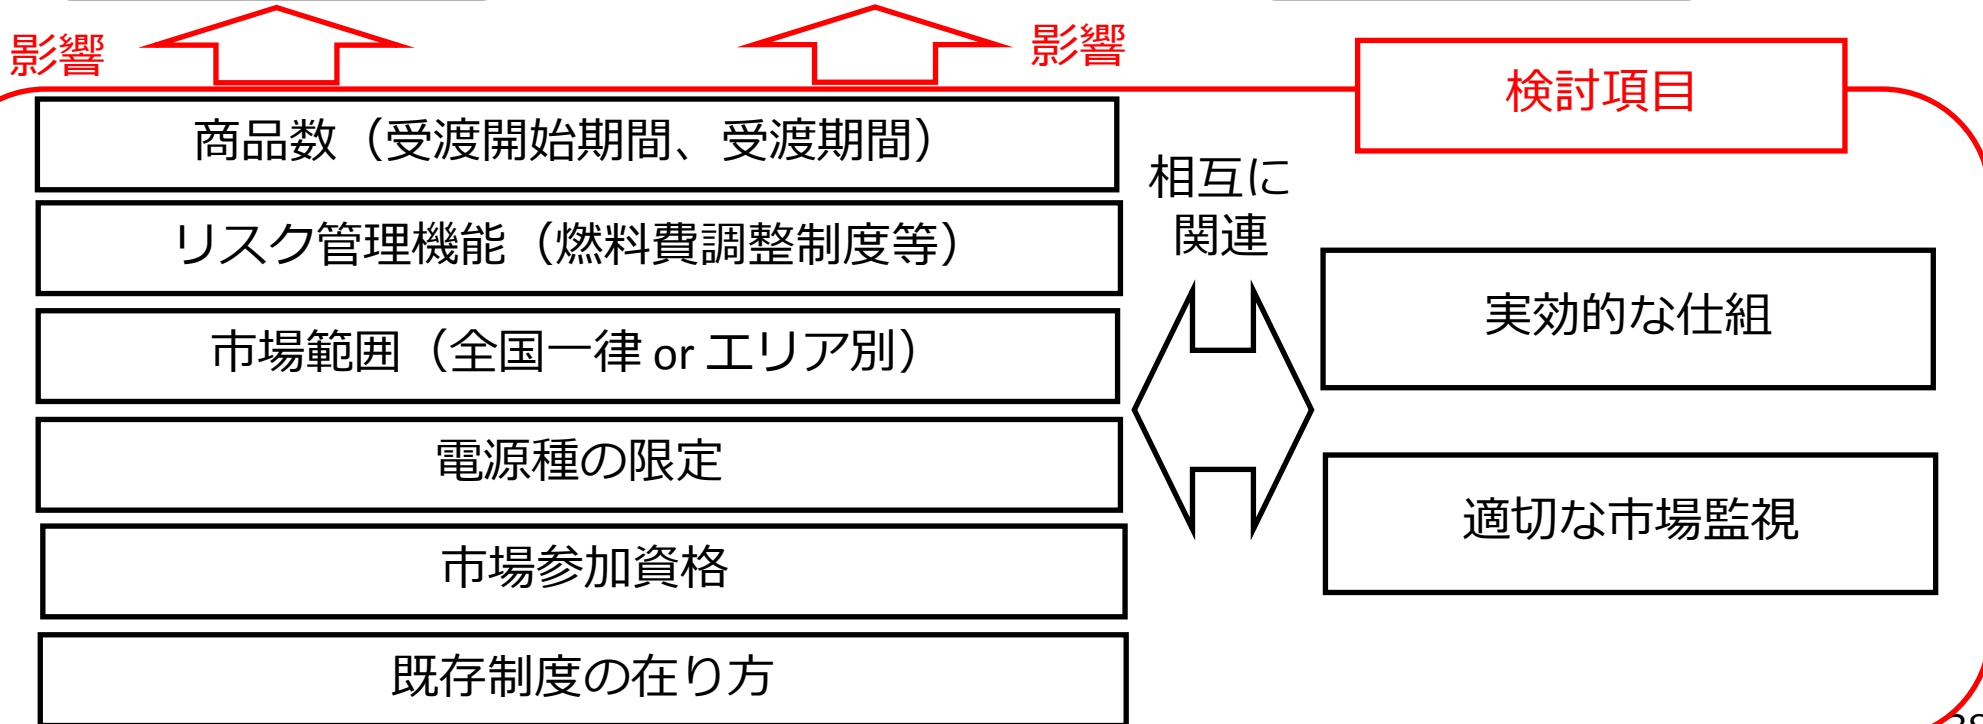 影響
影響
検討項目
商品数（受渡開始期間、受渡期間）
リスク管理機能（燃料費調整制度等）
市場範囲（全国一律 or エリア別）
電源種の限定
市場参加資格
既存制度の在り方
相互に
関連
実効的な仕組
適切な市場監視